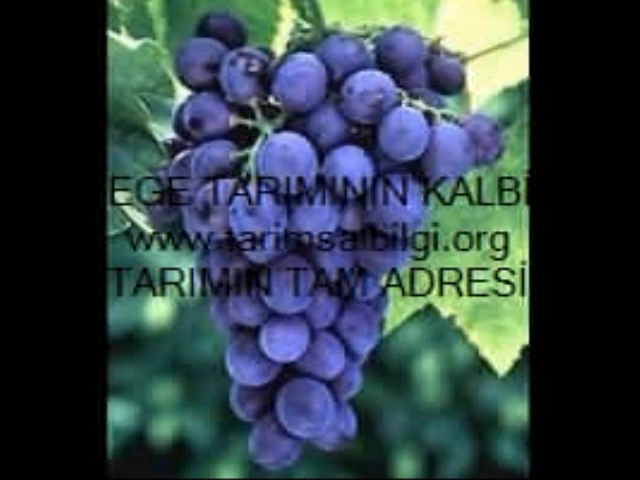 EGE TARIMININ KALBİ
www.tarimsalbilgi.org
TARIMIN TAM ADRESİ